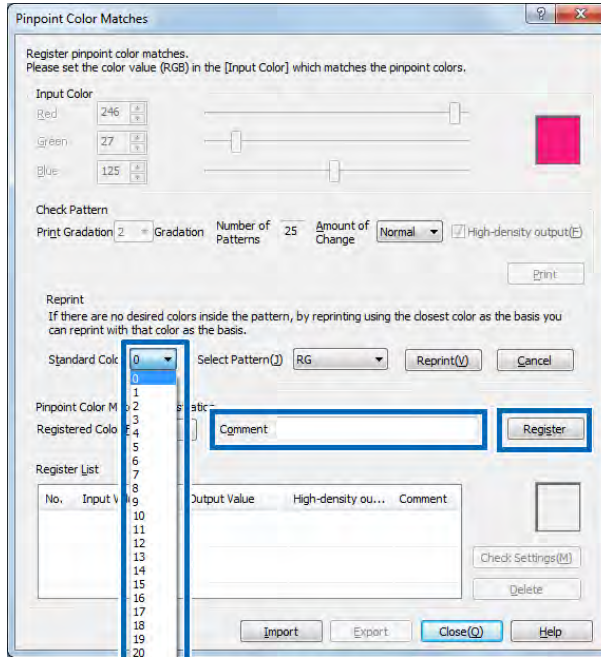 Pinpoint Color Matches
Register pinpoint color matches.
Please set the color value (RGB) in the [Input Color] which matches the pinpoint colors.
Input Color
Red 246
Green 27
Blue 125
Check Pattern
Print Gradation 2 Gradation Number of Patterns 25 Amount of Change Normal High-density output(F)
Print
Reprint
If there are no desired colors inside the pattern, by reprinting using the closest color as the basis you
can reprint with that color as the basis.
Standard Colo 0 Select Pattern(J) RG Reprint(V) Cancel
0
1
2
3
4
5
6
7
8
9
10
11
12
13
14
15
16
17
18
19
20
Pinpoint Color M
Registered Colo Comment Register
Register List
No. Input V Output Value High-density ou... Comment
Check Settings(M)
Delete
Import Export Close(O) Help